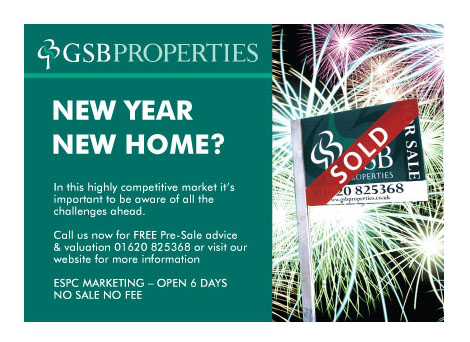 GSBPROPERTIES
NEW YEAR
NEW HOME?
In this highly competitive market it's
important to be aware of all the
challenges ahead.
Call us now for FREE Pre-Sale advice
& valuation 01620 825368 or visit our
website for more information
ESPC MARKETING – OPEN 6 DAYS
NO SALE NO FEE
SOLD
FOR SALE
GSB
PROPERTIES
01620 825368
www.gsbproperties.co.uk